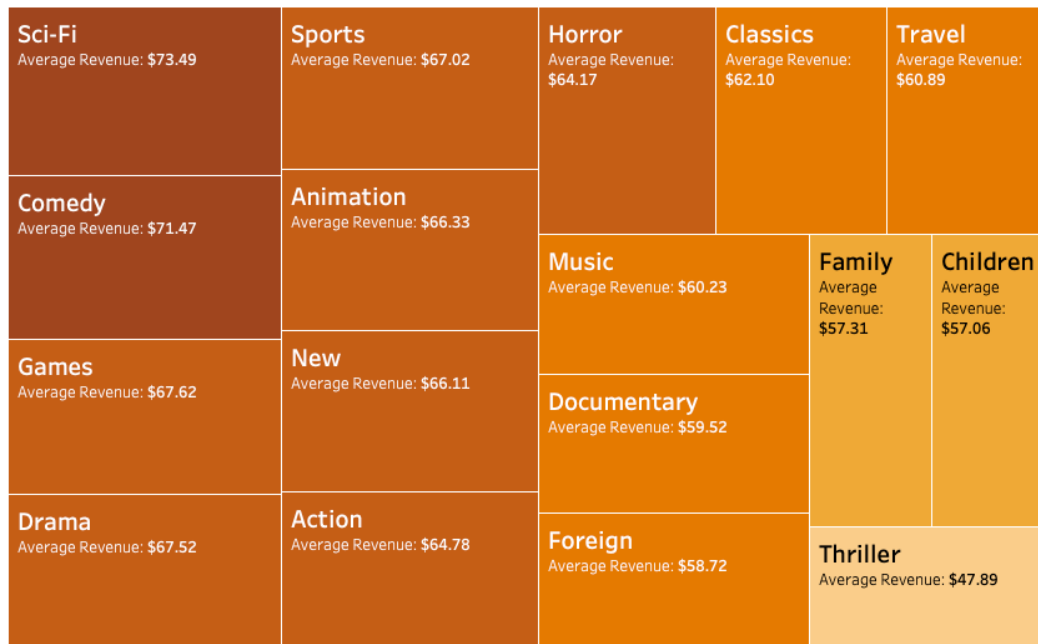 Sci-Fi
Average Revenue: $73.49
Comedy
Average Revenue: $71.47
Games
Average Revenue: $67.62
Drama
Average Revenue: $67.52
Sports
Average Revenue: $67.02
Animation
Average Revenue: $66.33
New
Average Revenue: $66.11
Action
Average Revenue: $64.78
Horror
Average Revenue:
$64.17
Classics
Average Revenue:
$62.10
Travel
Average Revenue:
$60.89
Music
Average Revenue: $60.23
Documentary
Average Revenue: $59.52
Foreign
Average Revenue: $58.72
Family
Average
Revenue:
$57.31
Children
Average
Revenue:
$57.06
Thriller
Average Revenue: $47.89